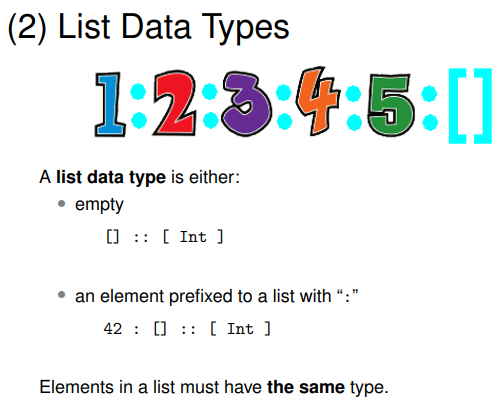 (2) List Data Types
1:2:3:4:5:[]
A list data type is either:
• empty
[] :: [ Int ]
• an element prefixed to a list with “:”
42 : [] :: [ Int ]
Elements in a list must have the same type.